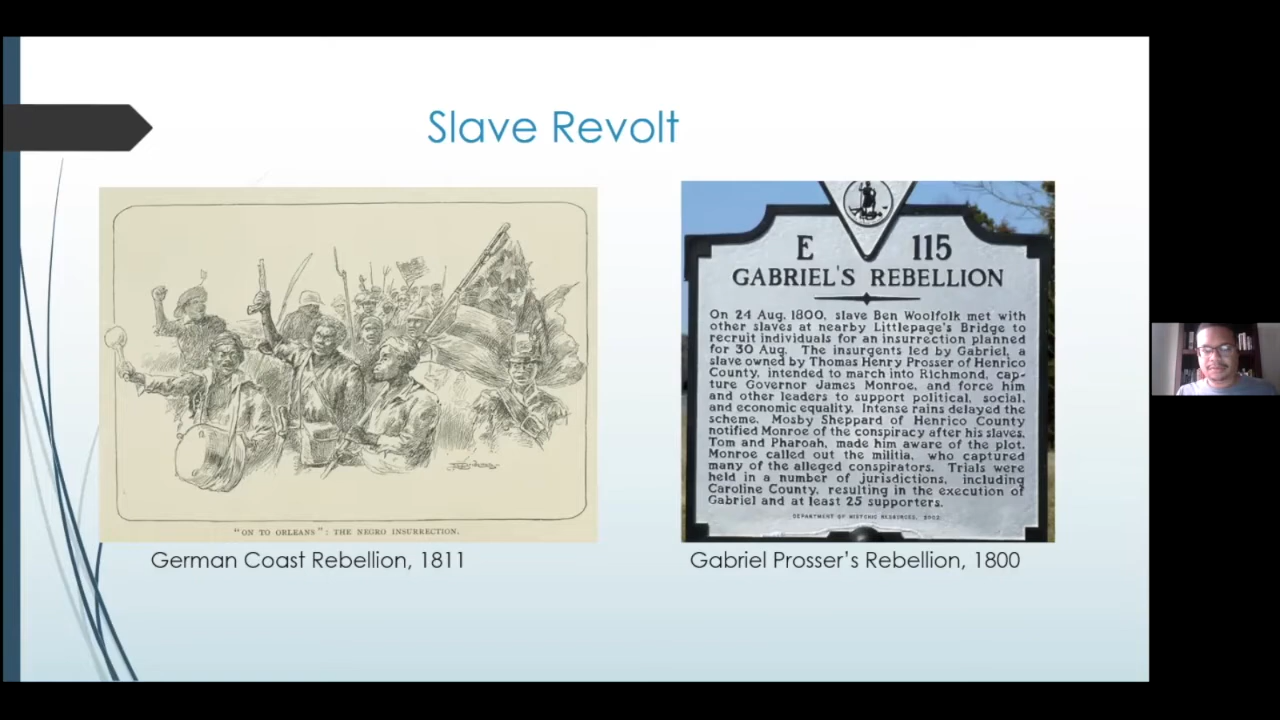 Slave Revolt
"ON TO ORLEANS": THE NEGRO INSURRECTION.
German Coast Rebellion, 1811
E 115
GABRIEL'S REBELLION
On 24 Aug. 1800, slave Ben Woolfolk met with
other slaves at nearby Littlepage's Bridge to
recruit individuals for an insurrection planned
for 30 Aug. The insurgents led by Gabriel, a
slave owned by Thomas Henry Prosser of Henrico
County, intended to march into Richmond, cap-
ture Governor James Monroe, and force him
and other leaders to support political, social,
and economic equality. Intense rains delayed the
scheme. Mosby Sheppard of Henrico County
notified Monroe of the conspiracy after his slaves,
Tom and Pharoah, made him aware of the plot.
Monroe called out the militia, who captured
many of the alleged conspirators. Trials were
held in a number of jurisdictions, including
Caroline County, resulting in the execution of
Gabriel and at least 25 supporters.
DEPARTMENT OF HISTORIC RESOURCES,
Gabriel Prosser's Rebellion, 1800